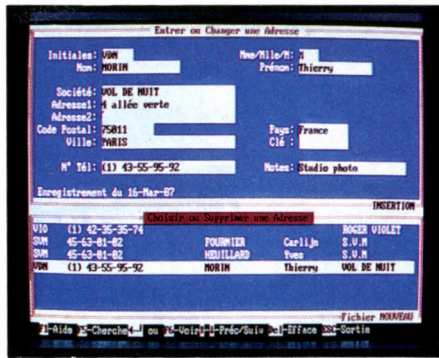 Entrer ou Changer une Adresse
Initiales: VDN Mme/Mlle/M: M
Nom: MORIN Prénom: Thierry
Société: VOL DE NUIT
Adresse1: 4 allée verte
Adresse2:
Code Postal: 75011 Pays: France
Ville: PARIS Clé :
N° Tél: (1) 43-55-95-92 Notes: Studio photo
Enregistrement du 16-Mar-87
INSERTION
Choisir ou Supprimer une Adresse
VIO (1) 42-35-35-74 ROGER VIOLET
SVM 45-63-01-02 FOURNIER Carlijn S.V.M
SVM 45-63-01-02 HEUILLARD Yves S.V.M
VDN (1) 43-55-95-92 MORIN Thierry VOL DE NUIT
Fichier NOUVEAU
-Aide -Cherche ou -Voir -Préc/Suiv Del-Efface ESC-Sortie